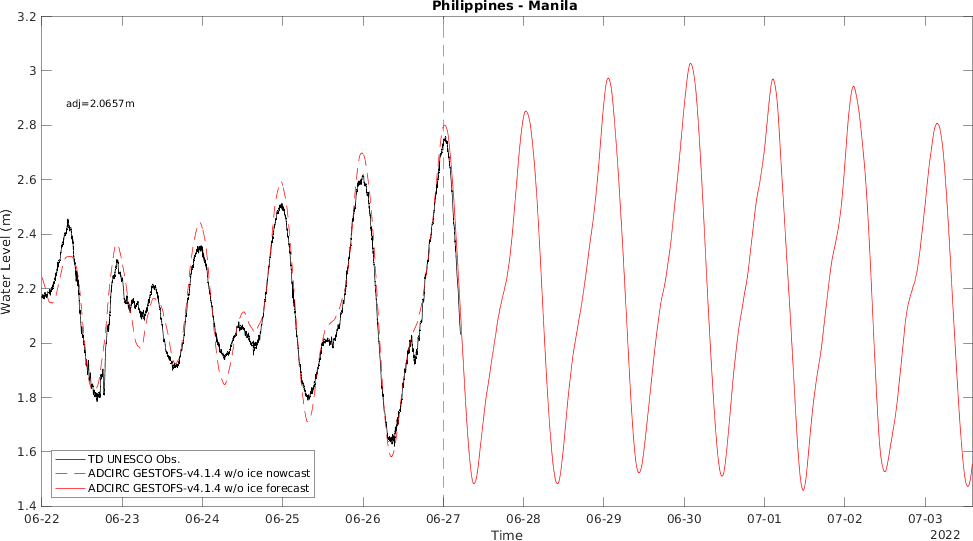 Philippines - Manila
3.2
3
2.8
2.6
2.4
2.2
2
1.8
1.6
1.4
Water Level (m)
adj=2.0657m
TD UNESCO Obs.
ADCIRC GESTOFS-v4.1.4 w/o ice nowcast
ADCIRC GESTOFS-v4.1.4 w/o ice forecast
06-22 06-23 06-24 06-25 06-26 06-27 06-28 06-29 06-30 07-01 07-02 07-03
Time
2022